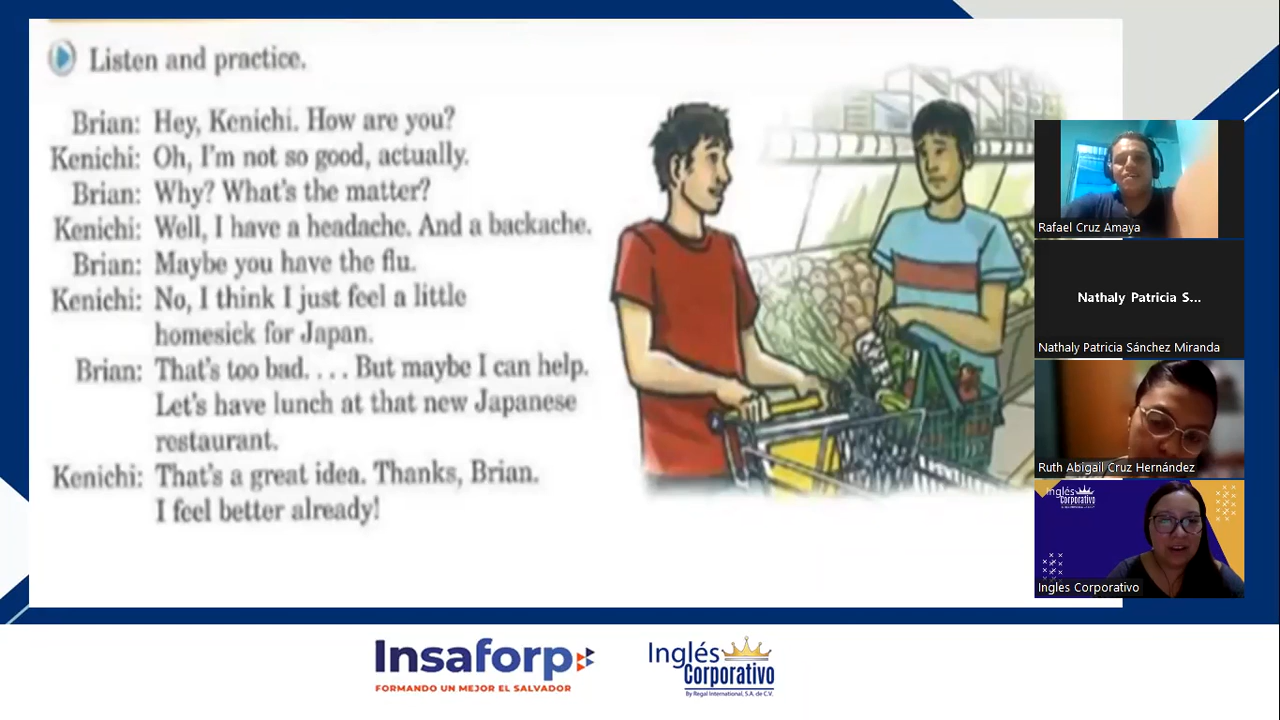 Listen and practice.
Brian: Hey, Kenichi. How are you?
Kenichi: Oh, I'm not so good, actually.
Brian: Why? What's the matter?
Kenichi: Well, I have a headache. And a backache.
Brian: Maybe you have the flu.
Kenichi: No, I think I just feel a little
homesick for Japan.
Brian: That's too bad. . . . But maybe I can help.
Let's have lunch at that new Japanese
restaurant.
Kenichi: That's a great idea. Thanks, Brian.
I feel better already!
Rafael Cruz Amaya
Nathaly Patricia S...
Nathaly Patricia Sánchez Miranda
Ruth Abigail Cruz Hernández
Inglés
Corporativo
Ingles Corporativo
Insaforp
FORMANDO UN MEJOR EL SALVADOR
Inglés
Corporativo
By Regal International, S.A. de C.V.